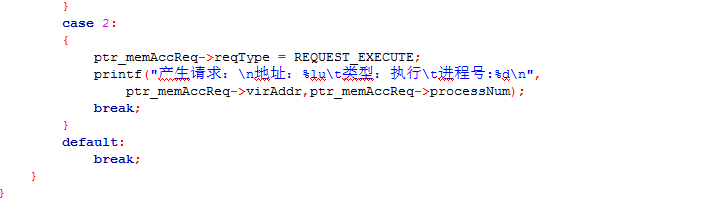 }
case 2:
{
ptr_memAccReq->reqType = REQUEST_EXECUTE;
printf("产生请求：\n地址：%lu\t类型：执行\t进程号:%d\n",
ptr_memAccReq->virAddr,ptr_memAccReq->processNum);
break;
}
default:
break;
}
}